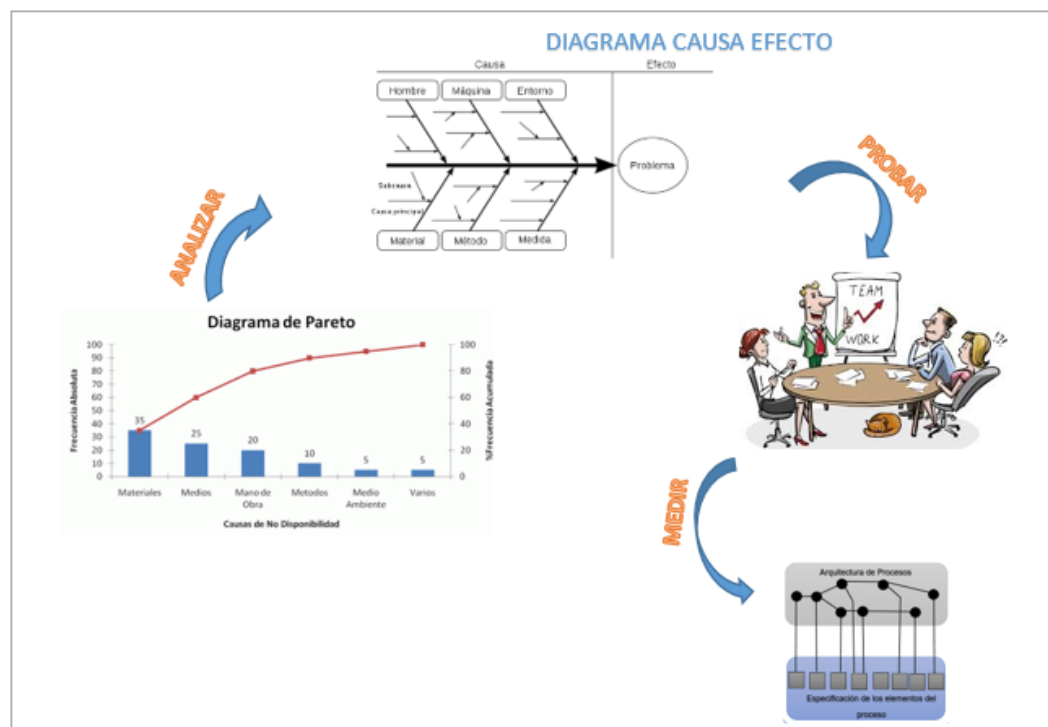 DIAGRAMA CAUSA EFECTO
Causa Efecto
Hombre Máquina Entorno
Problema
Subcausa
Causa principal
Material Método Medida
ANALIZAR
PROBAR
TEAM
WORK
!?!
Diagrama de Pareto
Frecuencia Absoluta
100
90
80
70
60
50
40
30
20
10
0
35
25
20
10
5
5
100
80
60
40
20
0
%Frecuencia Acumulada
Materiales Medios Mano de Metodos Medio Varios
Obra Ambiente
Causas de No Disponibilidad
MEDIR
Arquitectura de Procesos
Especificación de los elementos del
proceso